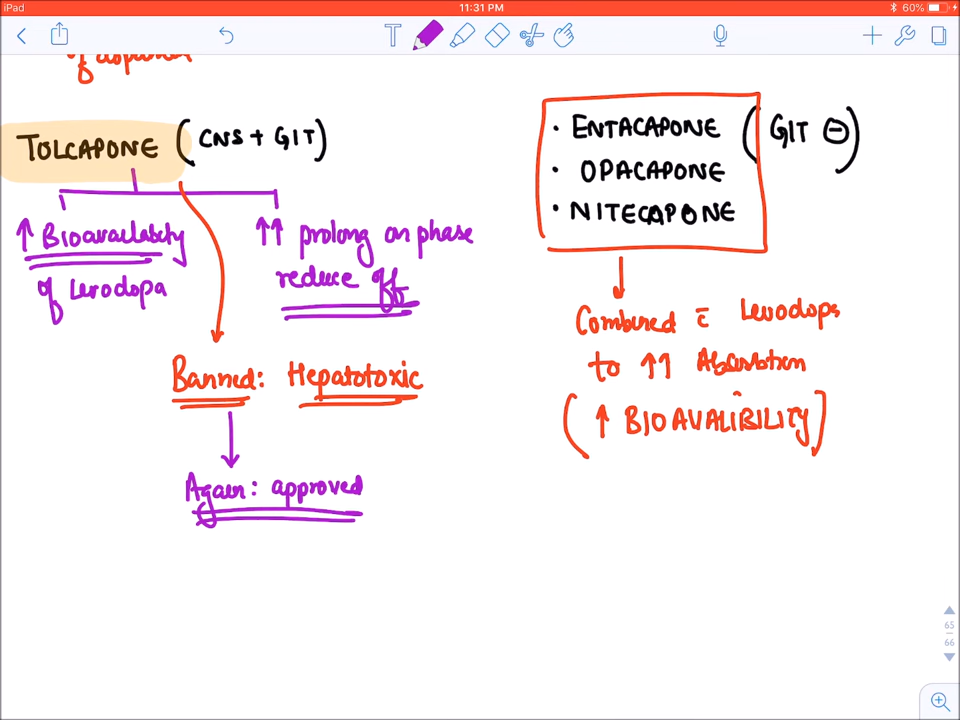 iPad
11:31 PM
60%
T
of
TOLCAPONE (CNS + GIT)
↑ Bioavailability
of Levodopa
↑↑ prolong on phase
reduce off
Banned: Hepatotoxic
Again: approved
• ENTACAPONE (GIT ⊖)
• OPACAPONE
• NITECAPONE
Combined c̄ Levodopa
to ↑↑ Absorption
(↑ BIOAVALIBILITY)
65
66